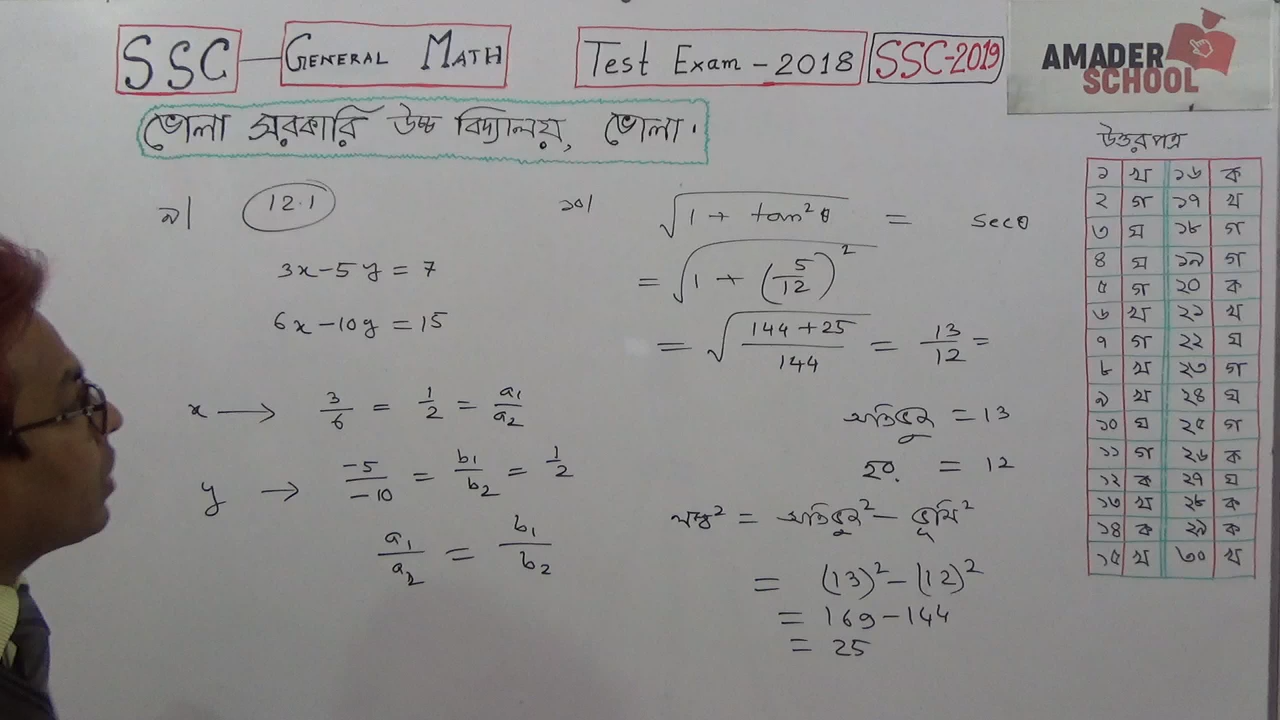 SSC — GENERAL MATH Test Exam - 2018 SSC-2019
AMADER SCHOOL
ভোলা সরকারি উচ্চ বিদ্যালয়, ভোলা.
৯। 12.1
3x-5y = 7
6x-10y = 15
x → 3/6 = 1/2 = a₁/a₂
y → -5/-10 = b₁/b₂ = 1/2
a₁/a₂ = b₁/b₂
১০। √(1 + tan²θ) = secθ
= √(1 + (5/12)²)
= √((144+25)/144) = 13/12 =
অতিভুজ = 13
= 12
লম্ব² = অতিভুজ² - ভূমি²
= (13)² - (12)²
= 169 - 144
= 25
উত্তরপত্র
১ খ ১৬ ক
২ গ ১৭ খ
৩ ঘ ১৮ গ
৪ ঘ ১৯ গ
৫ গ ২০ ক
৬ খ ২১ খ
৭ গ ২২ ঘ
৮ খ ২৩ গ
৯ খ ২৪ ঘ
১০ ঘ ২৫ গ
১১ গ ২৬ ক
১২ ক ২৭ ঘ
১৩ খ ২৮ ক
১৪ ক ২৯ ক
১৫ খ ৩০ খ